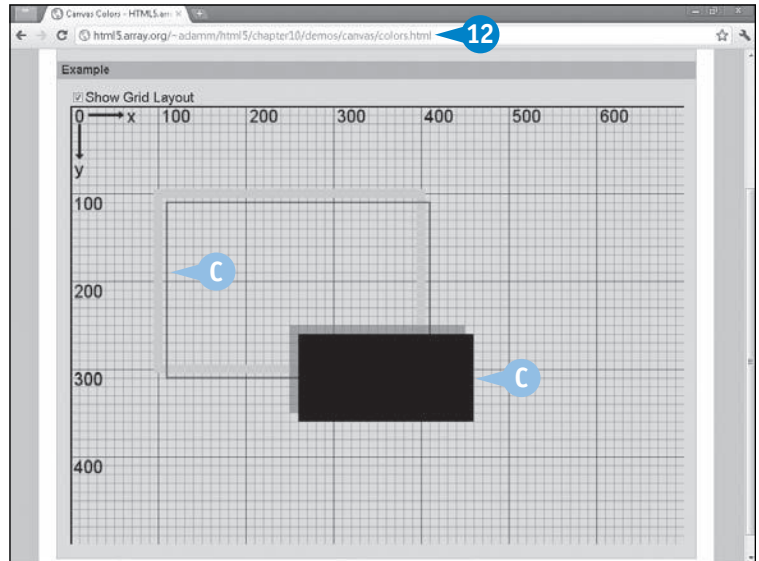 Canvas Colors - HTML5.arr
html5.array.org/~adamm/html5/chapter10/demos/canvas/colors.html
12
Example
Show Grid Layout
0 x 100 200 300 400 500 600
y
100
C
200
300
C
400